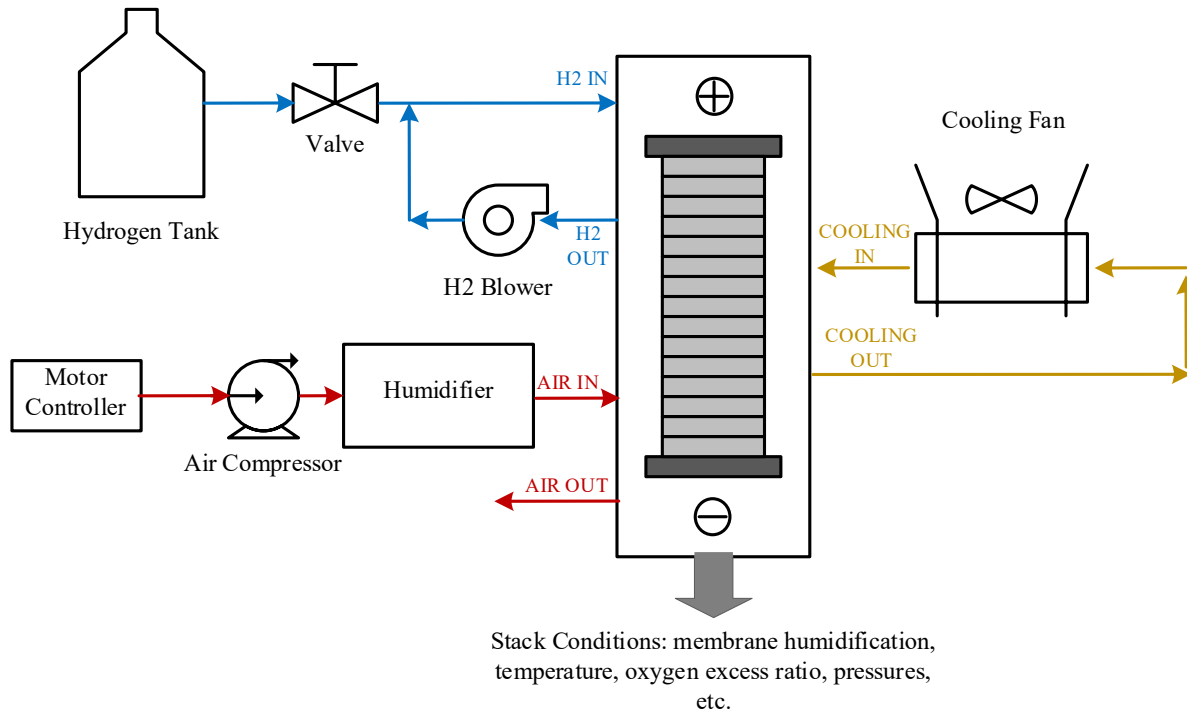 H2 IN
Valve
Hydrogen Tank
H2
OUT
H2 Blower
Cooling Fan
COOLING
IN
COOLING
OUT
Motor
Controller
Air Compressor
Humidifier
AIR IN
AIR OUT
Stack Conditions: membrane humidification,
temperature, oxygen excess ratio, pressures,
etc.